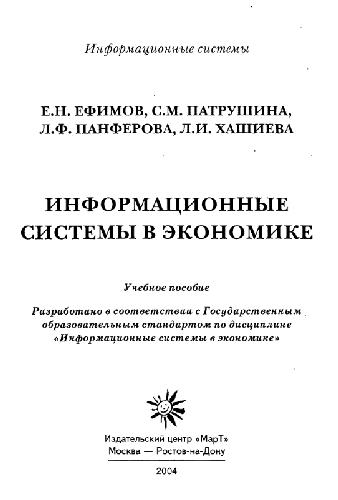 Информационные системы
Е.Н. ЕФИМОВ, С.М. ПАТРУШИНА,
Л.Ф. ПАНФЕРОВА, Л.И. ХАШИЕВА
ИНФОРМАЦИОННЫЕ
СИСТЕМЫ В ЭКОНОМИКЕ
Учебное пособие
Разработано в соответствии с Государственным
образовательным стандартом по дисциплине
«Информационные системы в экономике»
Издательский центр «МарТ»
Москва — Ростов-на-Дону
2004